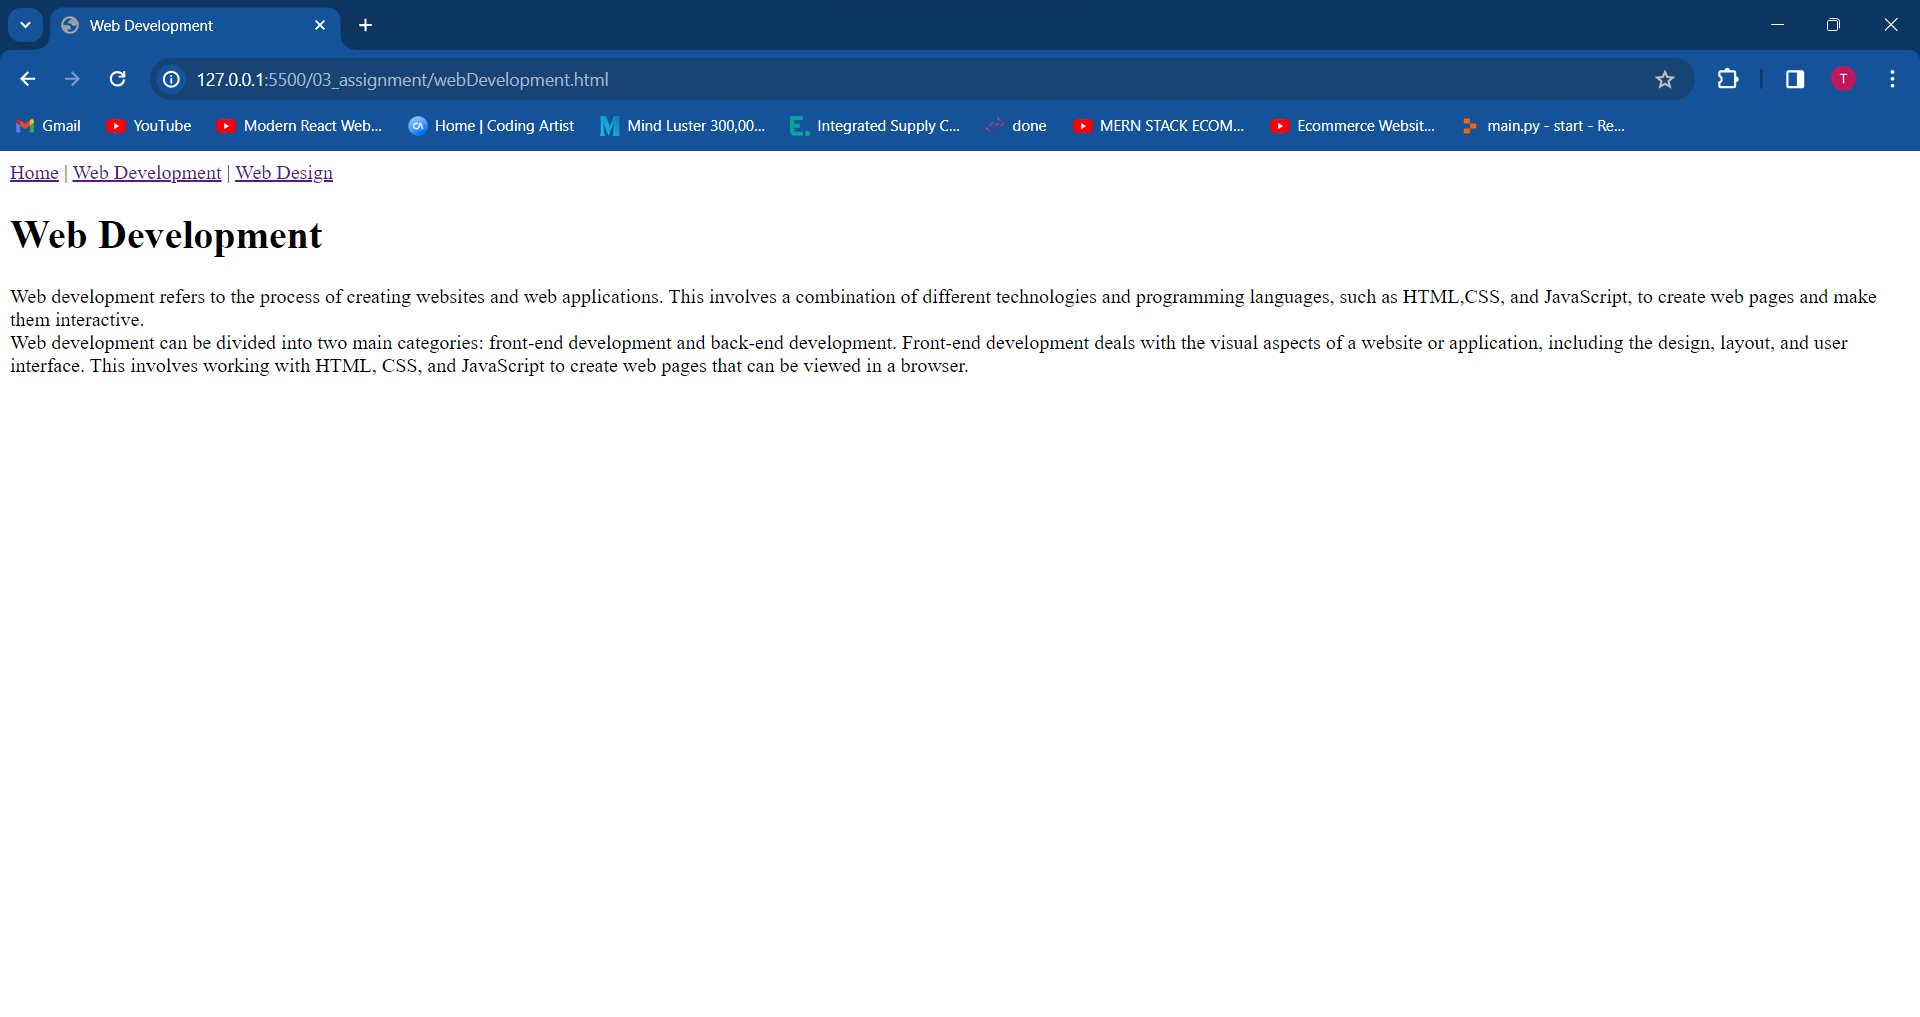 Web Development
127.0.0.1:5500/03_assignment/webDevelopment.html
T
Gmail YouTube Modern React Web... Home | Coding Artist Mind Luster 300,00... Integrated Supply C... done MERN STACK ECOM... Ecommerce Websit... main.py - start - Re...
Home | Web Development | Web Design
Web Development
Web development refers to the process of creating websites and web applications. This involves a combination of different technologies and programming languages, such as HTML,CSS, and JavaScript, to create web pages and make
them interactive.
Web development can be divided into two main categories: front-end development and back-end development. Front-end development deals with the visual aspects of a website or application, including the design, layout, and user
interface. This involves working with HTML, CSS, and JavaScript to create web pages that can be viewed in a browser.